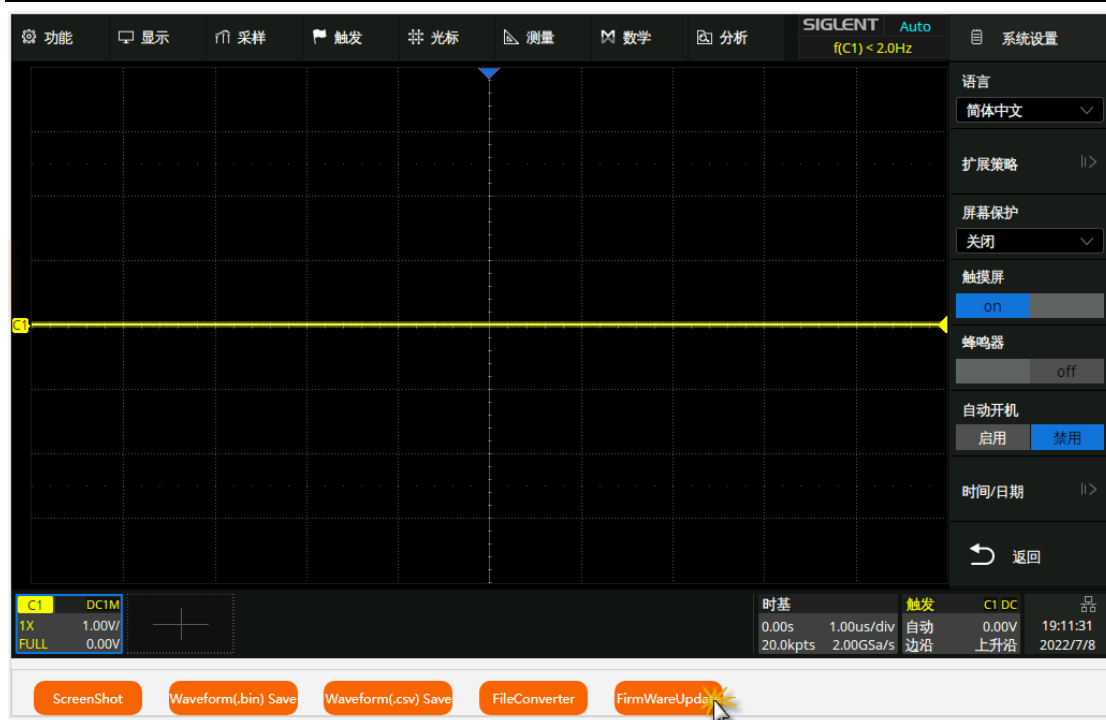 功能 显示 采样 触发 光标 测量 数学 分析 SIGLENT Auto 系统设置
f(C1) < 2.0Hz
语言
简体中文
扩展策略
屏幕保护
关闭
触摸屏
on
C1
蜂鸣器
off
自动开机
启用 禁用
时间/日期
返回
C1 DC1M 时基 触发 C1 DC
1X 1.00V/ 0.00s 1.00us/div 自动 0.00V 19:11:31
FULL 0.00V 20.0kpts 2.00GSa/s 边沿 上升沿 2022/7/8
ScreenShot Waveform(.bin) Save Waveform(.csv) Save FileConverter FirmWareUpda